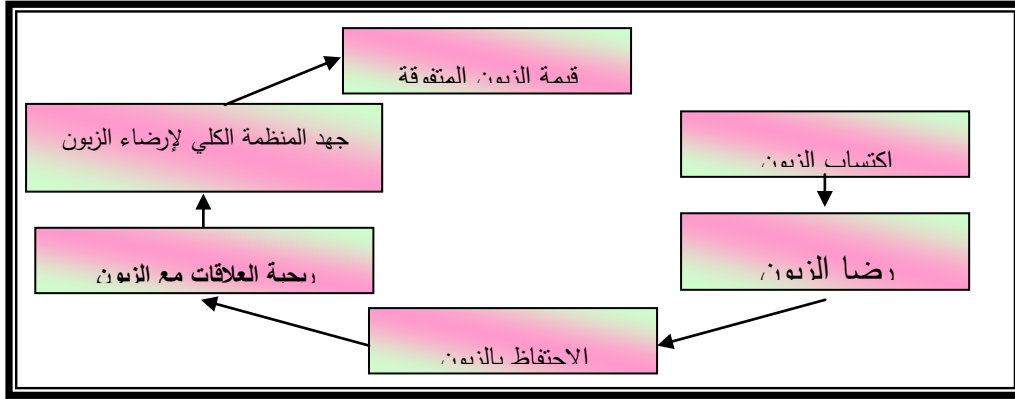 قيمة الزبون المتفوقة
جهد المنظمة الكلي لإرضاء الزبون
اكتساب الزبون
ربحية العلاقات مع الزبون
رضا الزبون
الاحتفاظ بالزبون